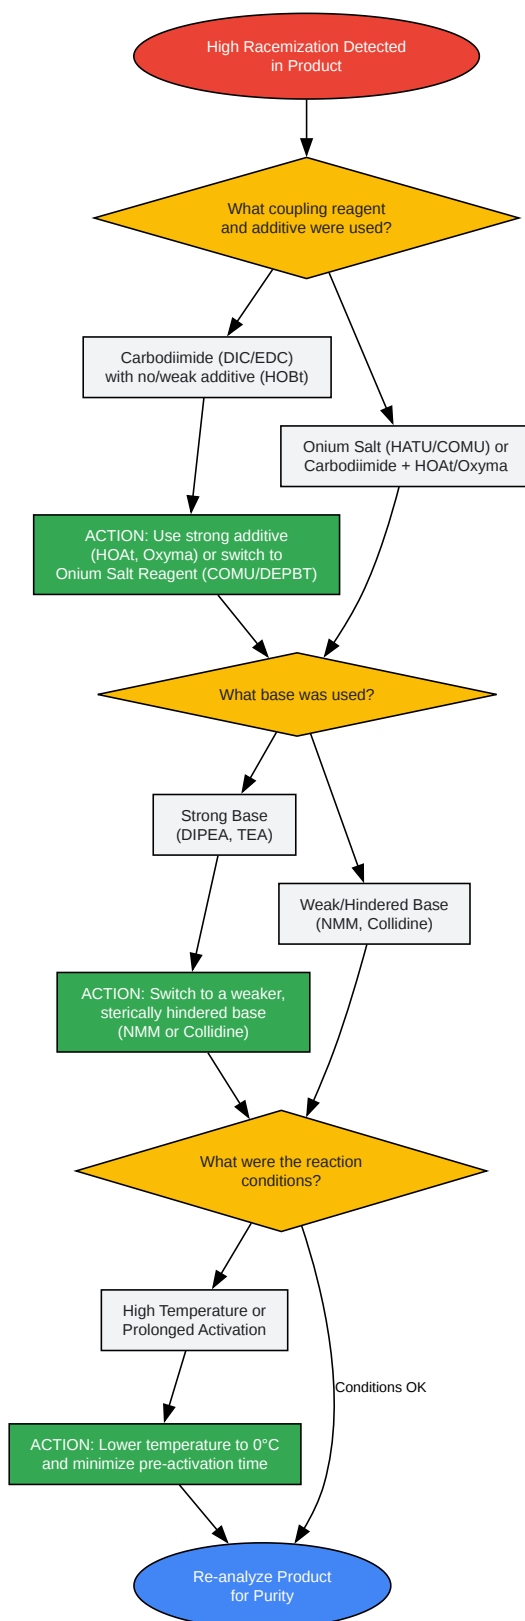 High Racemization Detected
in Product
What coupling reagent
and additive were used?
Carbodiimide (DIC/EDC)
with no/weak additive (HOBt)
Onium Salt (HATU/COMU) or
Carbodiimide + HOAt/Oxyma
ACTION: Use strong additive
(HOAt, Oxyma) or switch to
Onium Salt Reagent (COMU/DEPBT)
What base was used?
Strong Base
(DIPEA, TEA)
Weak/Hindered Base
(NMM, Collidine)
ACTION: Switch to a weaker,
sterically hindered base
(NMM or Collidine)
What were the reaction
conditions?
High Temperature or
Prolonged Activation
Conditions OK
ACTION: Lower temperature to 0°C
and minimize pre-activation time
Re-analyze Product
for Purity